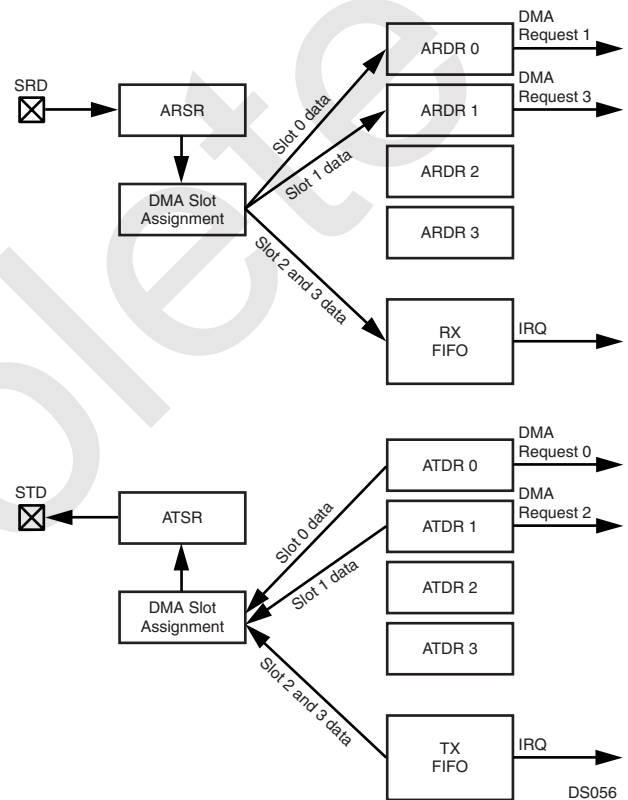 DMA
Request 1
ARDR 0
SRD
ARSR
DMA
Request 3
ARDR 1
Slot 0 data
Slot 1 data
DMA Slot
Assignment
ARDR 2
ARDR 3
Slot 2 and 3 data
RX
FIFO
IRQ
DMA
Request 0
ATDR 0
STD
ATSR
DMA
Request 2
ATDR 1
Slot 0 data
Slot 1 data
DMA Slot
Assignment
ATDR 2
ATDR 3
Slot 2 and 3 data
TX
FIFO
IRQ
DS056